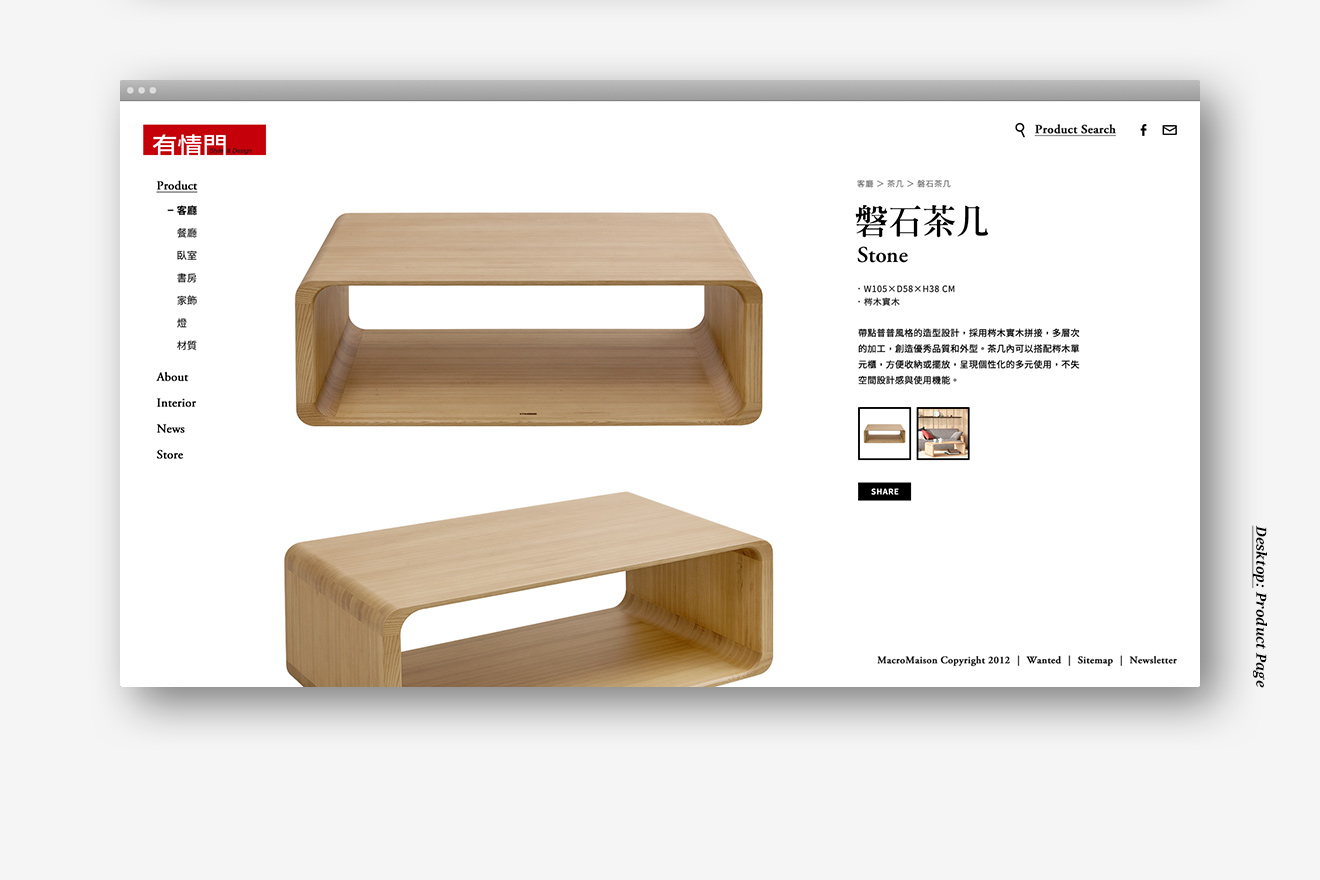 有情門
Style & Design
Product Search
Product
– 客廳
餐廳
臥室
書房
家飾
燈
材質
About
Interior
News
Store
客廳 > 茶几 > 磐石茶几
磐石茶几
Stone
· W105×D58×H38 CM
· 梣木實木
帶點普普風格的造型設計，採用梣木實木拼接，多層次
的加工，創造優秀品質和外型。茶几內可以搭配梣木單
元櫃，方便收納或擺放，呈現個性化的多元使用，不失
空間設計感與使用機能。
SHARE
MacroMaison Copyright 2012 | Wanted | Sitemap | Newsletter
Desktop: Product Page